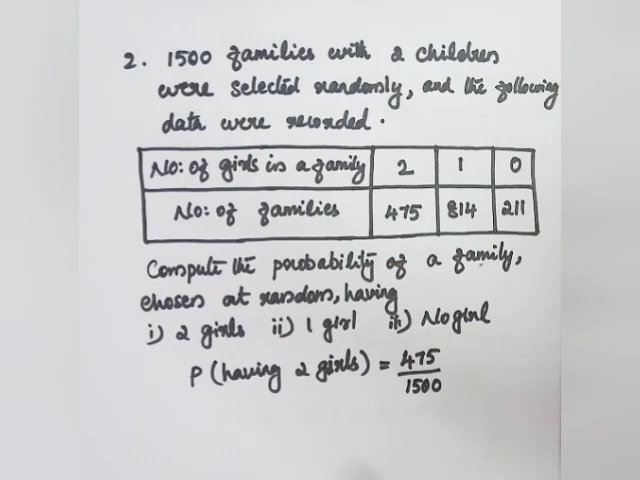 2. 1500 families with 2 children
were selected randomly, and the following
data were recorded.
No: of girls in a family 2 1 0
No: of families 475 814 211
Compute the probability of a family,
chosen at random, having
i) 2 girls ii) 1 girl iii) No girl
P (having 2 girls) = 475/1500